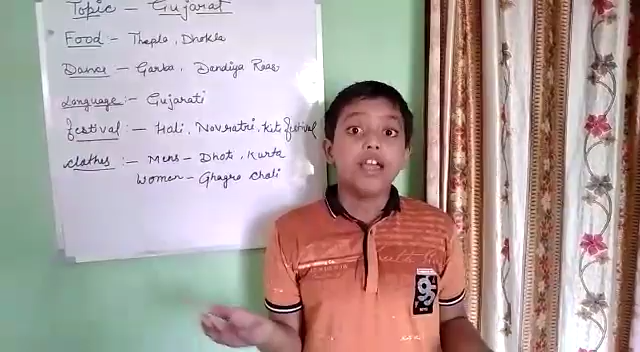 Topic - Gujarat
Food - Thepla, Dhokla
Dance - Garba, Dandiya Raas
Language :- Gujarati
festival :- Holi, Novratri, kite festival
clothes :- Mens - Dhoti, Kurta
Women - Ghagra choli
95